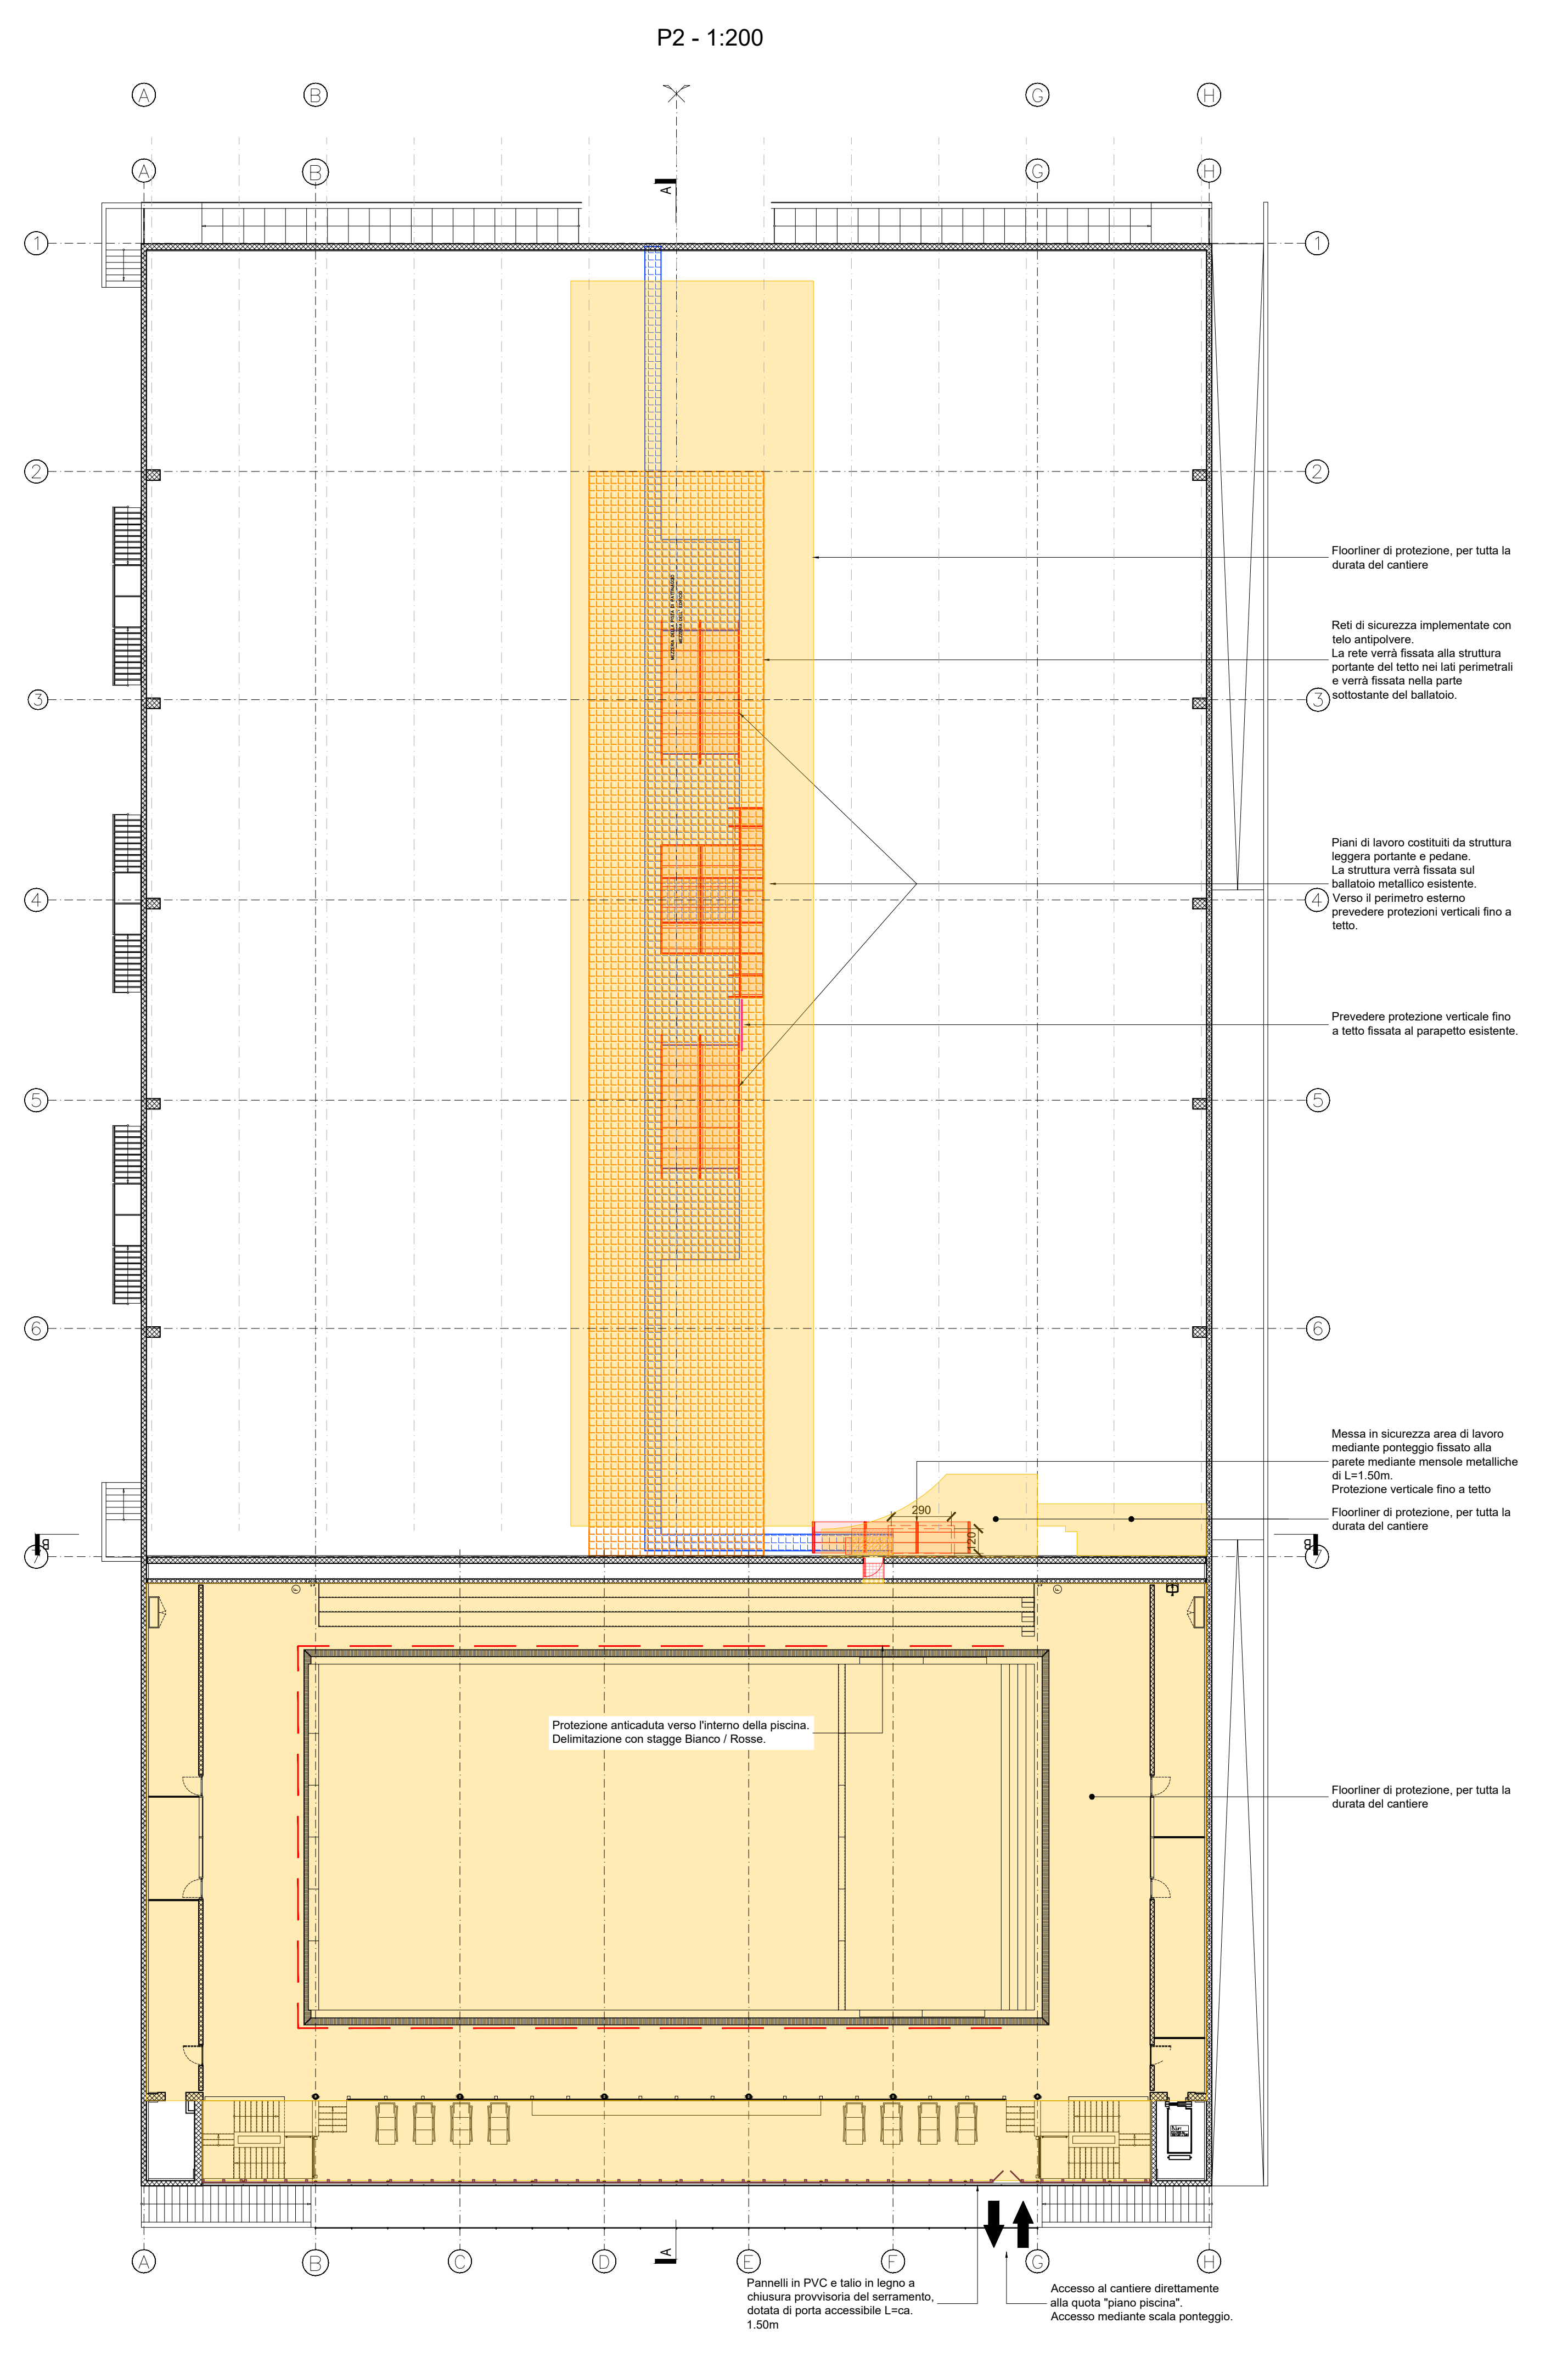 P2 - 1:200
A
B
G
H
A
B
G
H
A
1
1
2
2
Floorliner di protezione, per tutta la
durata del cantiere
MEZZERIA DELLA PISTA DI PATTINAGGIO
MEZZERIA DELL' EDIFICIO
Reti di sicurezza implementate con
telo antipolvere.
La rete verrà fissata alla struttura
portante del tetto nei lati perimetrali
e verrà fissata nella parte
sottostante del ballatoio.
3
3
Piani di lavoro costituiti da struttura
leggera portante e pedane.
La struttura verrà fissata sul
ballatoio metallico esistente.
Verso il perimetro esterno
prevedere protezioni verticali fino a
tetto.
4
4
Prevedere protezione verticale fino
a tetto fissata al parapetto esistente.
5
5
6
6
Messa in sicurezza area di lavoro
mediante ponteggio fissato alla
parete mediante mensole metalliche
di L=1.50m.
Protezione verticale fino a tetto
290
Floorliner di protezione, per tutta la
durata del cantiere
120
B
B
7
7
Protezione anticaduta verso l'interno della piscina.
Delimitazione con stagge Bianco / Rosse.
Floorliner di protezione, per tutta la
durata del cantiere
A
B
C
D
A
E
F
G
H
Pannelli in PVC e talio in legno a
chiusura provvisoria del serramento,
dotata di porta accessibile L=ca.
1.50m
Accesso al cantiere direttamente
alla quota "piano piscina".
Accesso mediante scala ponteggio.